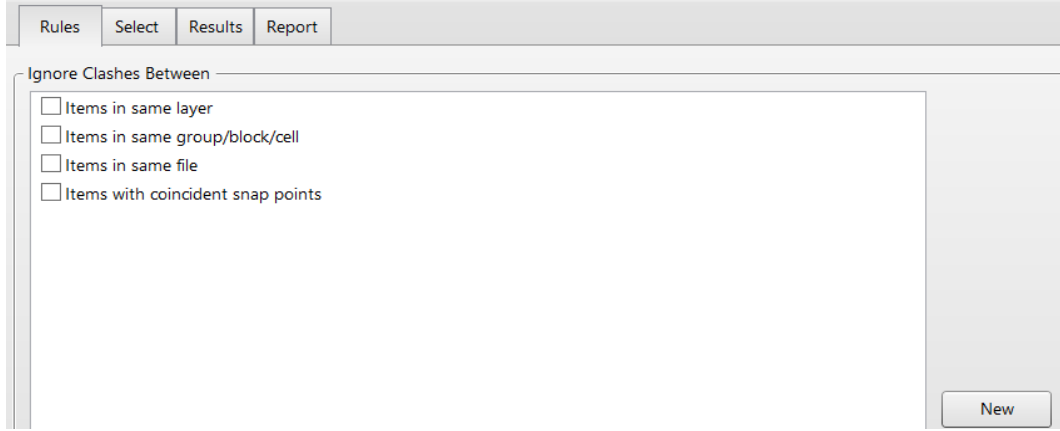 Rules Select Results Report
Ignore Clashes Between
Items in same layer
Items in same group/block/cell
Items in same file
Items with coincident snap points
New